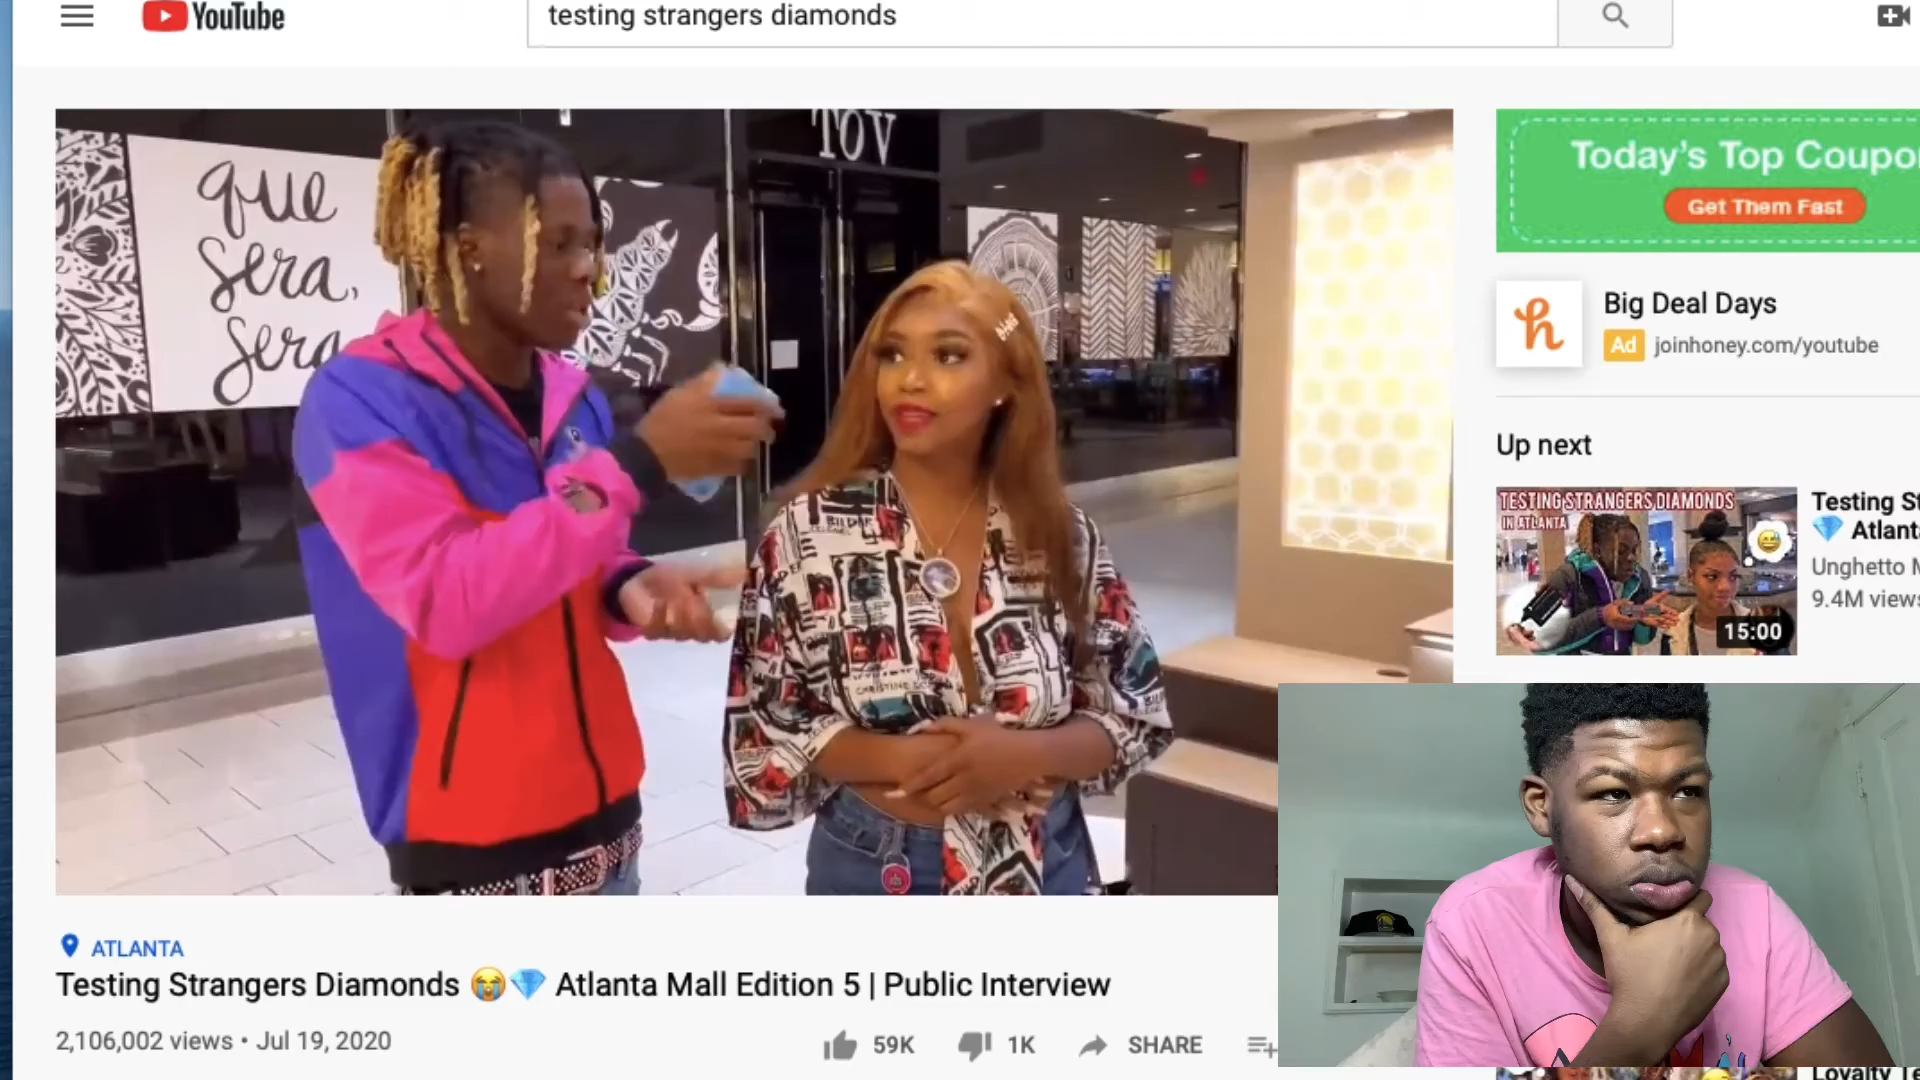 YouTube
testing strangers diamonds
que
sera,
sera
TOV
Today's Top Coupo
Get Them Fast
Big Deal Days
Ad joinhoney.com/youtube
Up next
TESTING STRANGERS DIAMONDS
IN ATLANTA
15:00
Testing St
💎 Atlant
Unghetto M
9.4M views
ATLANTA
Testing Strangers Diamonds 😭💎 Atlanta Mall Edition 5 | Public Interview
2,106,002 views • Jul 19, 2020
59K
1K
SHARE
Loyalty Te